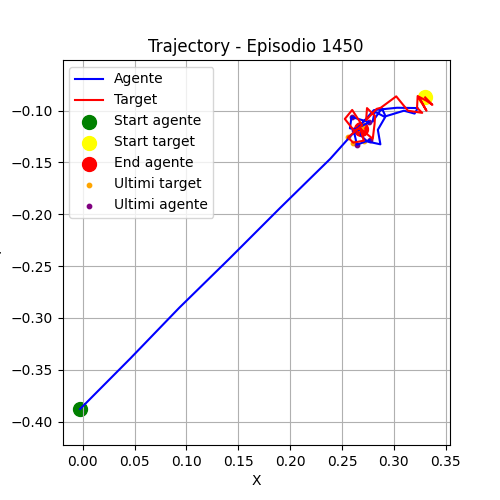 Trajectory - Episodio 1450
Agente
Target
Start agente
Start target
End agente
Ultimi target
Ultimi agente
−0.10
−0.15
−0.20
−0.25
−0.30
−0.35
−0.40
0.00 0.05 0.10 0.15 0.20 0.25 0.30 0.35
X